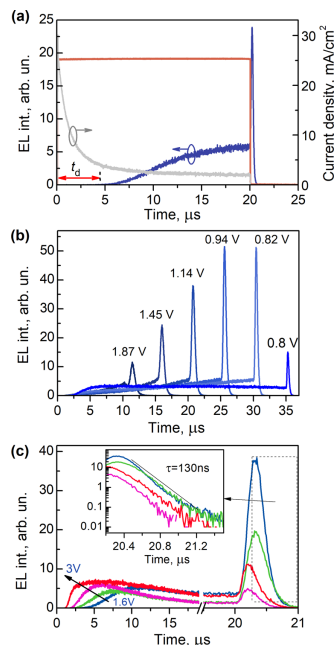 (a)
EL int., arb. un.
25
20
15
10
5
0
30
20
10
0
Current density, mA/cm²
t_d
0 5 10 15 20 25
Time, µs
(b)
EL int., arb. un.
50
40
30
20
10
0
1.87 V
1.45 V
1.14 V
0.94 V
0.82 V
0.8 V
0 5 10 15 20 25 30 35
Time, µs
(c)
EL int., arb. un.
40
35
30
25
20
15
10
5
0
10
1
0.1
0.01
τ=130ns
20.4 20.8 21.2
Time, µs
3V
1.6V
0 5 10 15 20 21
Time, µs